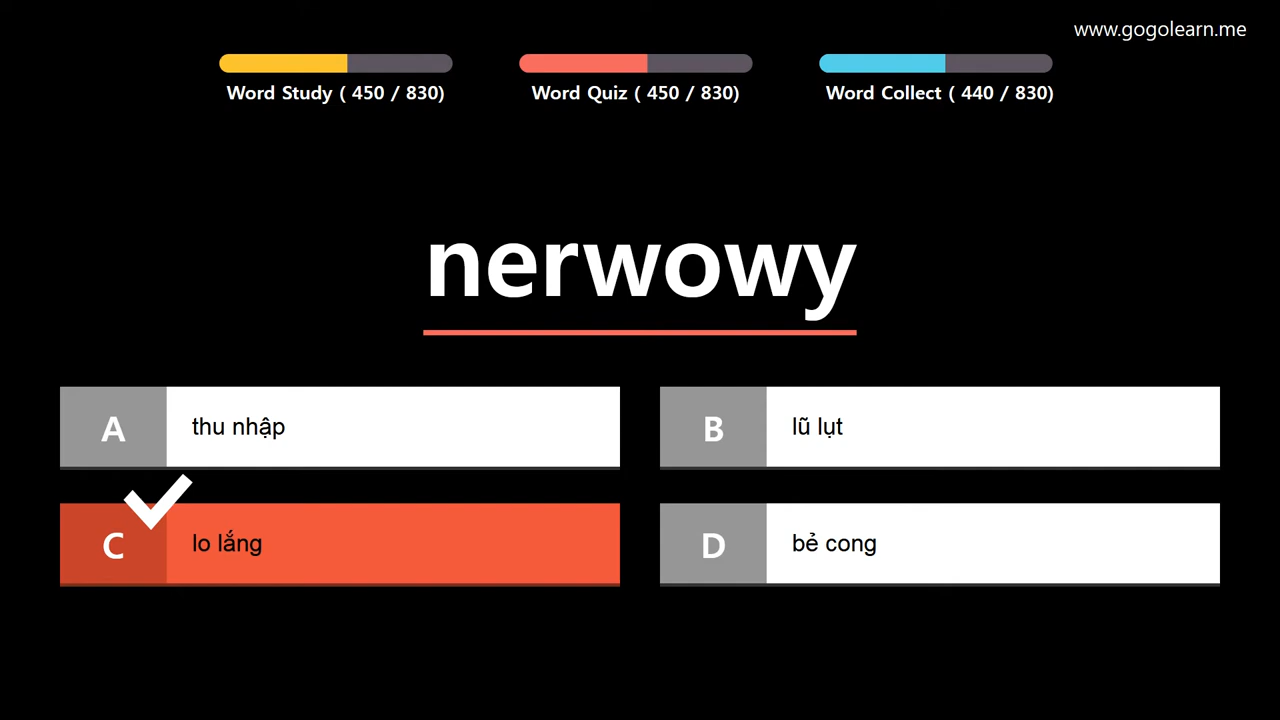 www.gogolearn.me
Word Study ( 450 / 830)
Word Quiz ( 450 / 830)
Word Collect ( 440 / 830)
nerwowy
A
thu nhập
B
lũ lụt
C
lo lắng
D
bẻ cong